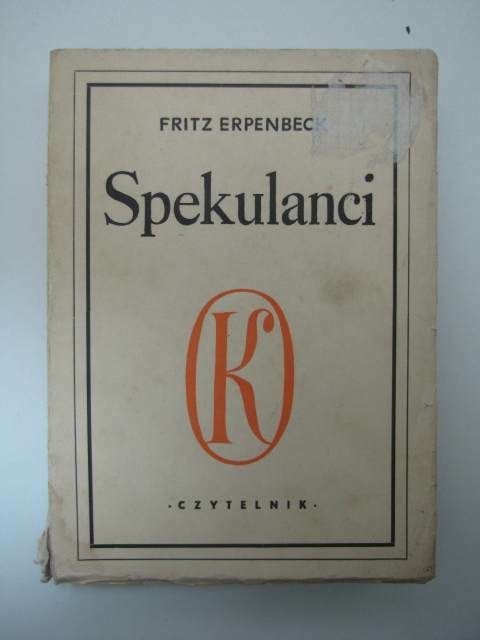 FRITZ ERPENBECK
Spekulanci
K
·CZYTELNIK·